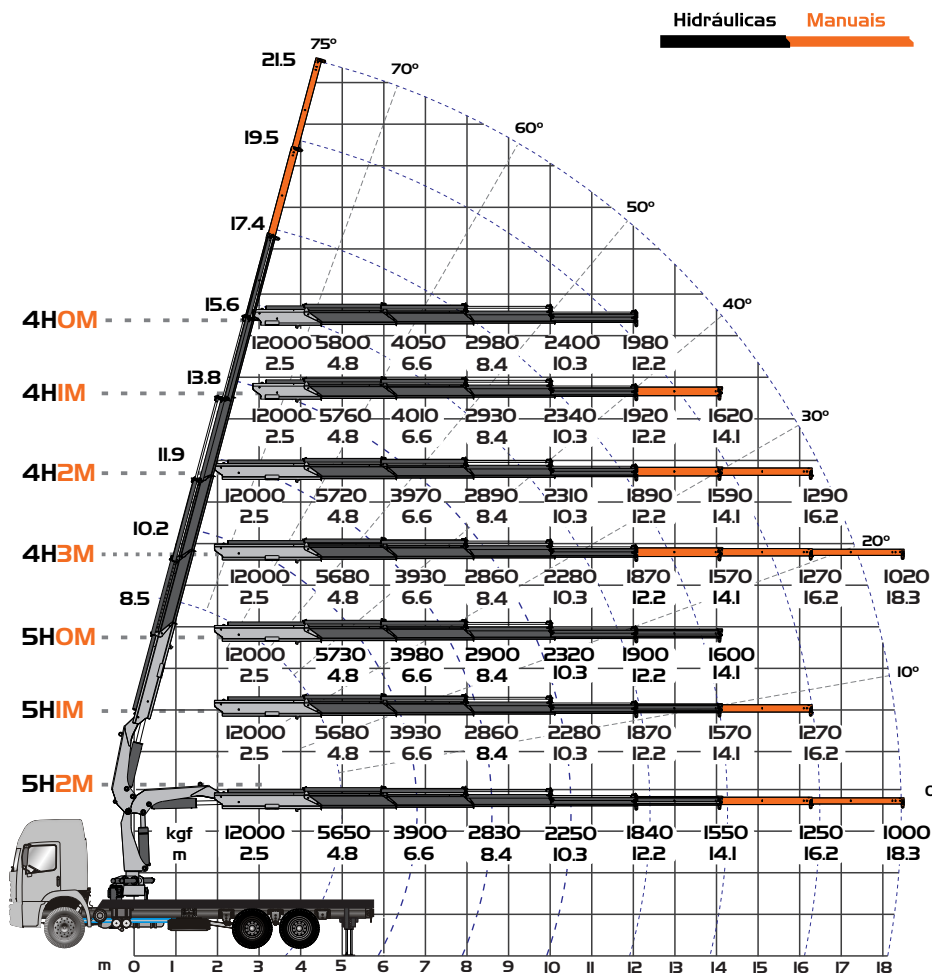 Hidráulicas Manuais
75º
21.5
70º
60º
19.5
50º
17.4
40º
15.6
4H0M
12000 5800 4050 2980 2400 1980
2.5 4.8 6.6 8.4 10.3 12.2
13.8
4H1M
12000 5760 4010 2930 2340 1920 1620
2.5 4.8 6.6 8.4 10.3 12.2 14.1
30º
11.9
4H2M
12000 5720 3970 2890 2310 1890 1590 1290
2.5 4.8 6.6 8.4 10.3 12.2 14.1 16.2
10.2
20º
4H3M
12000 5680 3930 2860 2280 1870 1570 1270 1020
2.5 4.8 6.6 8.4 10.3 12.2 14.1 16.2 18.3
8.5
5H0M
12000 5730 3980 2900 2320 1900 1600
2.5 4.8 6.6 8.4 10.3 12.2 14.1
10º
5H1M
12000 5680 3930 2860 2280 1870 1570 1270
2.5 4.8 6.6 8.4 10.3 12.2 14.1 16.2
5H2M
0
kgf 12000 5650 3900 2830 2250 1840 1550 1250 1000
m 2.5 4.8 6.6 8.4 10.3 12.2 14.1 16.2 18.3
m 0 1 2 3 4 5 6 7 8 9 10 11 12 13 14 15 16 17 18